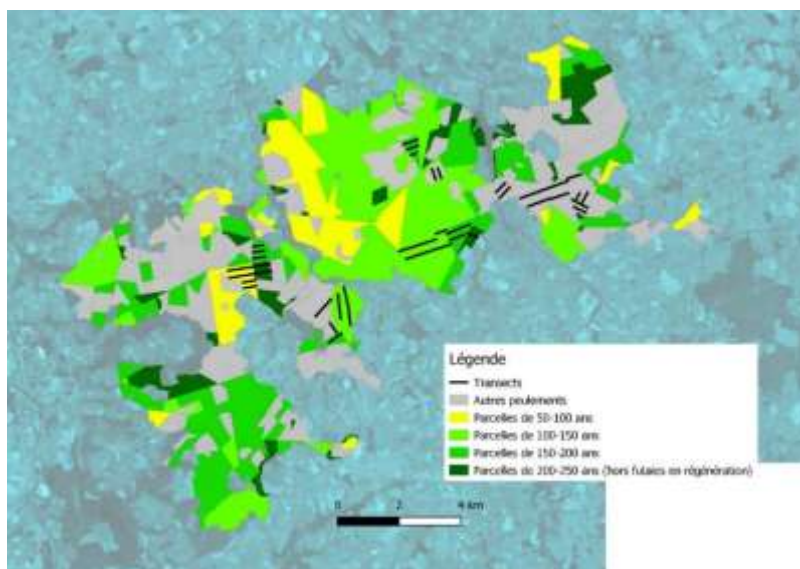 Légende
Transects
Autres peulements
Parcelles de 50-100 ans
Parcelles de 100-150 ans
Parcelles de 150-200 ans
Parcelles de 200-250 ans (hors futaies en régénération)
0 2 4 km